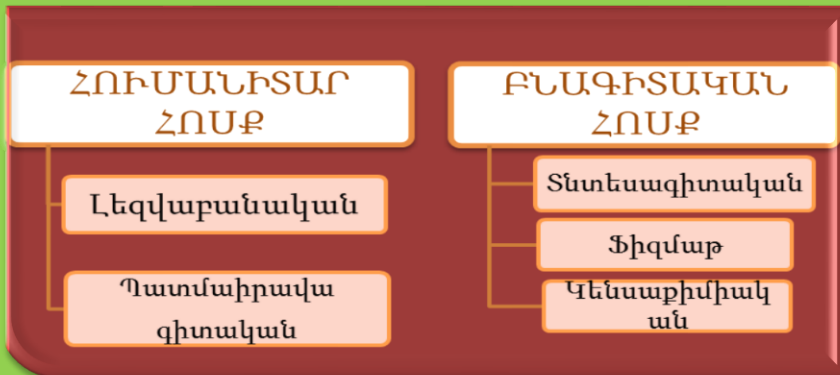 ՀՈՒՄԱՆԻՏԱՐ
ՀՈՍՔ
Լեզվաբանական
Պատմաիրավա
գիտական
ԲՆԱԳԻՏԱԿԱՆ
ՀՈՍՔ
Տնտեսագիտական
Ֆիզմաթ
Կենսաքիմիակ
ան